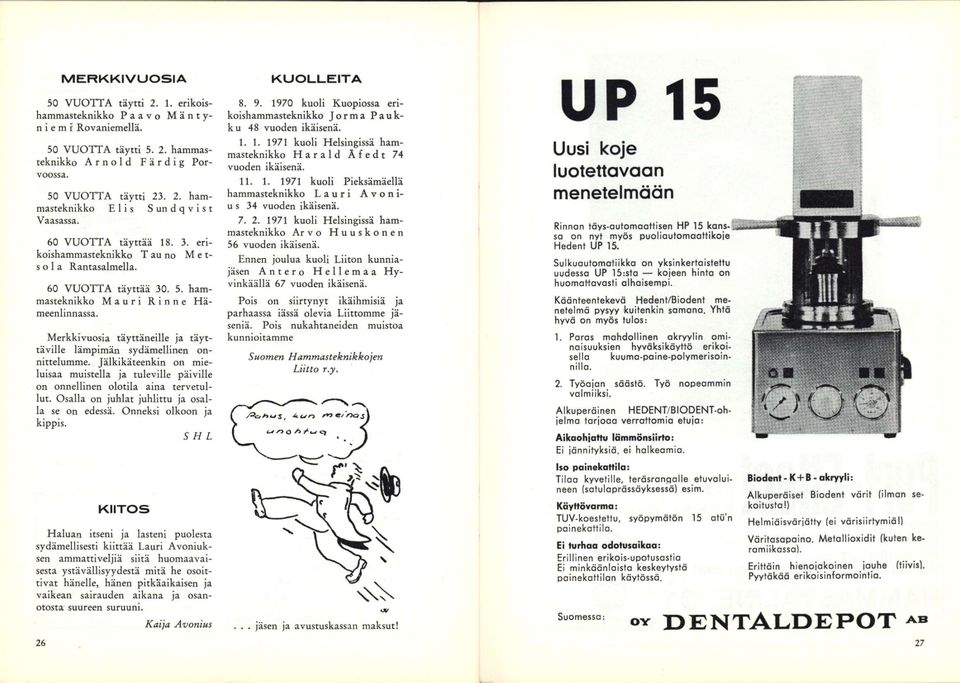 MERKKIVUOSIA
50 VUOTTA täytti 2. 1. erikois-
hammasteknikko Paavo Mänty-
niemi Rovaniemellä.
50 VUOTTA täytti 5. 2. hammas-
teknikko Arnold Färdig Por-
voossa.
50 VUOTTA täytti 23. 2. ham-
masteknikko Elis Sundqvist
Vaasassa.
60 VUOTTA täyttää 18. 3. eri-
koishammasteknikko Tauno Met-
sola Rantasalmella.
60 VUOTTA täyttää 30. 5. ham-
masteknikko Mauri Rinne Hä-
meenlinnassa.
Merkkivuosia täyttäneille ja täyt-
täville lämpimän sydämellinen on-
nittelumme. Jälkikäteenkin on mie-
luisaa muistella ja tuleville päiville
on onnellinen olotila aina tervetul-
lut. Osalla on juhlat juhlittu ja osal-
la se on edessä. Onneksi olkoon ja
kippis.
SHL
KIITOS
Haluan itseni ja lasteni puolesta
sydämellisesti kiittää Lauri Avoniuk-
sen ammattiveljiä siitä huomaavai-
sesta ystävällisyydestä mitä he osoit-
tivat hänelle, hänen pitkäaikaisen ja
vaikean sairauden aikana ja osan-
otosta suureen suruuni.
Kaija Avonius
26
KUOLLEITA
8. 9. 1970 kuoli Kuopiossa eri-
koishammasteknikko Jorma Pauk-
ku 48 vuoden ikäisenä.
1. 1. 1971 kuoli Helsingissä ham-
masteknikko Harald Åfedt 74
vuoden ikäisenä.
11. 1. 1971 kuoli Pieksämäellä
hammasteknikko Lauri Avoni-
us 34 vuoden ikäisenä.
7. 2. 1971 kuoli Helsingissä ham-
masteknikko Arvo Huuskonen
56 vuoden ikäisenä.
Ennen joulua kuoli Liiton kunnia-
jäsen Antero Hellemaa Hy-
vinkäällä 67 vuoden ikäisenä.
Pois on siirtynyt ikäihmisiä ja
parhaassa iässä olevia Liittomme jä-
seniä. Pois nukahtaneiden muistoa
kunnioitamme
Suomen Hammasteknikkojen
Liitto r.y.
Pahus, kun meinas
unohtua
...
... jäsen ja avustuskassan maksut!
UP 15
Uusi koje
luotettavaan
menetelmään
Rinnan täys-automaattisen HP 15 kans-
sa on nyt myös puoliautomaattikoje
Hedent UP 15.
Sulkuautomatiikka on yksinkertaistettu
uudessa UP 15:sta — kojeen hinta on
huomattavasti alhaisempi.
Käänteentekevä Hedent/Biodent me-
netelmä pysyy kuitenkin samana. Yhtä
hyvä on myös tulos:
1. Paras mahdollinen akryylin omi-
naisuuksien hyväksikäyttö erikoi-
sella kuuma-paine-polymerisoin-
nilla.
2. Työajan säästö. Työ nopeammin
valmiiksi.
Alkuperäinen HEDENT/BIODENT-oh-
jelma tarjoaa verrattomia etuja:
Aikaohjattu lämmönsiirto:
Ei jännityksiä, ei halkeamia.
Iso painekattila:
Tilaa kyvetille, teräsrangalle etuvalui-
neen (satulaprässäyksessä) esim.
Käyttövarma:
TUV-koestettu, syöpymätön 15 atü'n
painekattila.
Ei turhaa odotusaikaa:
Erillinen erikois-upotusastia
Ei minkäänlaista keskeytystä
painekattilan käytössä.
Biodent - K+B - akryyli:
Alkuperäiset Biodent värit (ilman se-
koitusta!)
Helmiäisvärjätty (ei värisiirtymiä!)
Väritasapaino. Metallioxidit (kuten ke-
ramiikassa).
Erittäin hienojakoinen jauhe (tiivis).
Pyytäkää erikoisinformointia.
Suomessa: OY DENTALDEPOT AB
27